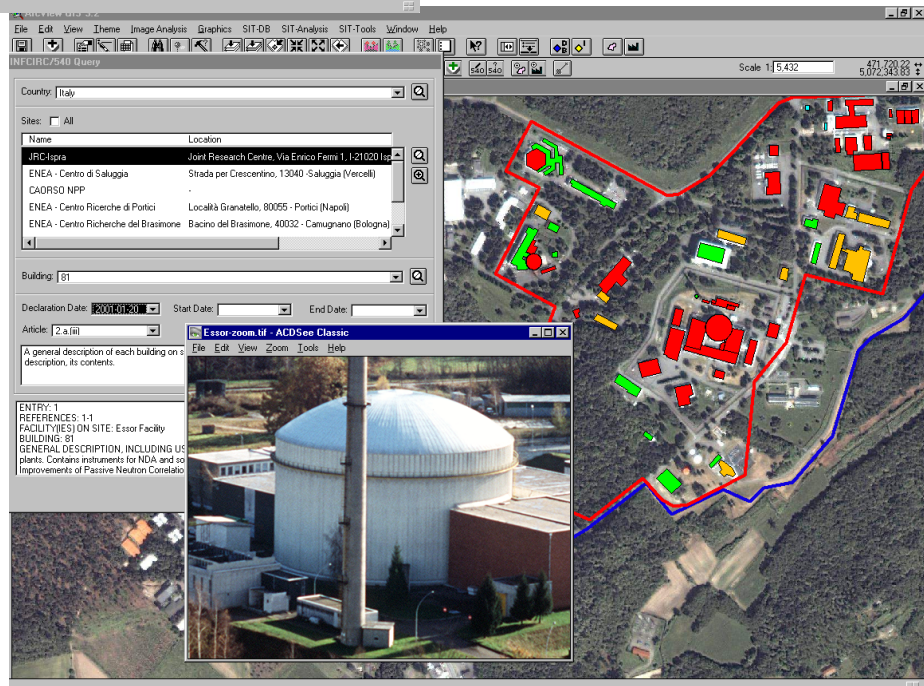 ArcView GIS 3.2
File Edit View Theme Image Analysis Graphics SIT-DB SIT-Analysis SIT-Tools Window Help
540 540
Scale 1: 5,432
471,720.22
5,072,343.83
INFCIRC/540 Query
Country: Italy
Sites: All
Name Location
JRC-Ispra Joint Research Centre, Via Enrico Fermi 1, I-21020 Isp
ENEA - Centro di Saluggia Strada per Crescentino, 13040 -Saluggia (Vercelli)
CAORSO NPP -
ENEA - Centro Ricerche di Portici Località Granatello, 80055 - Portici (Napoli)
ENEA - Centro Richerche del Brasimone Bacino del Brasimone, 40032 - Camugnano (Bologna)
Building: 81
Declaration Date: 2001-01-20 Start Date: End Date:
Article: 2.a.(iii)
A general description of each building on s
description, its contents.
ENTRY: 1
REFERENCES: 1-1
FACILITY(IES) ON SITE: Essor Facility
BUILDING: 81
GENERAL DESCRIPTION, INCLUDING US
plants. Contains instruments for NDA and so
Improvements of Passive Neutron Correlatio
Essor-zoom.tif - ACDSee Classic
File Edit View Zoom Tools Help